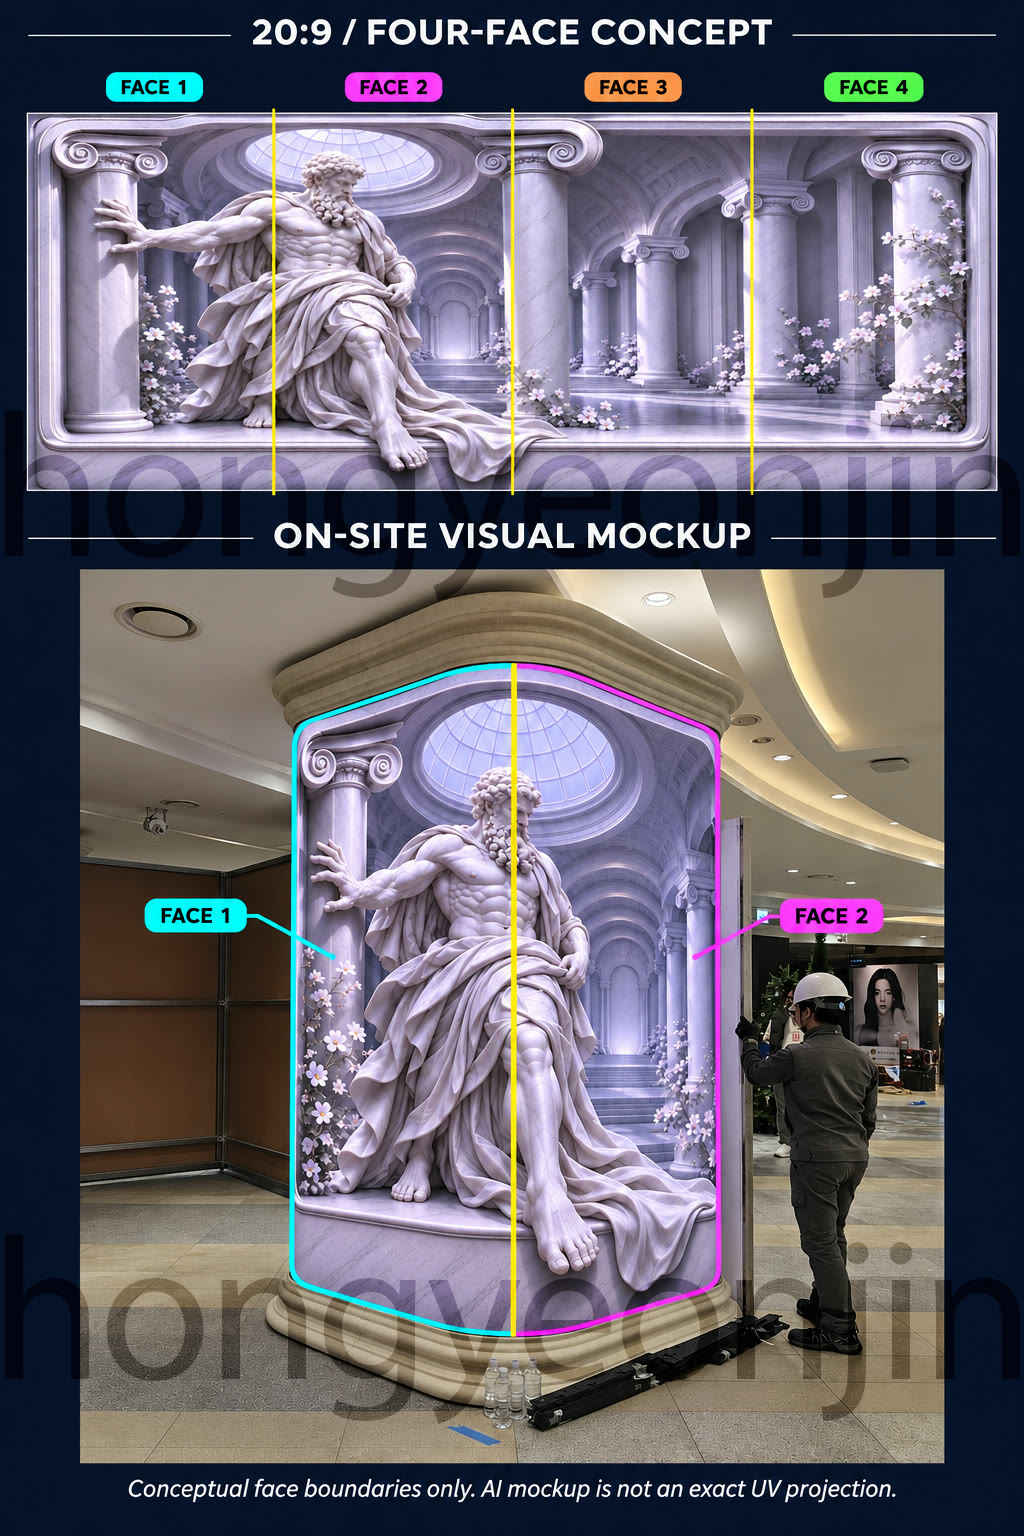 20:9 / FOUR-FACE CONCEPT
FACE 1
FACE 2
FACE 3
FACE 4
hongyeonjin
ON-SITE VISUAL MOCKUP
FACE 1
FACE 2
hongyeonjin
Conceptual face boundaries only. AI mockup is not an exact UV projection.